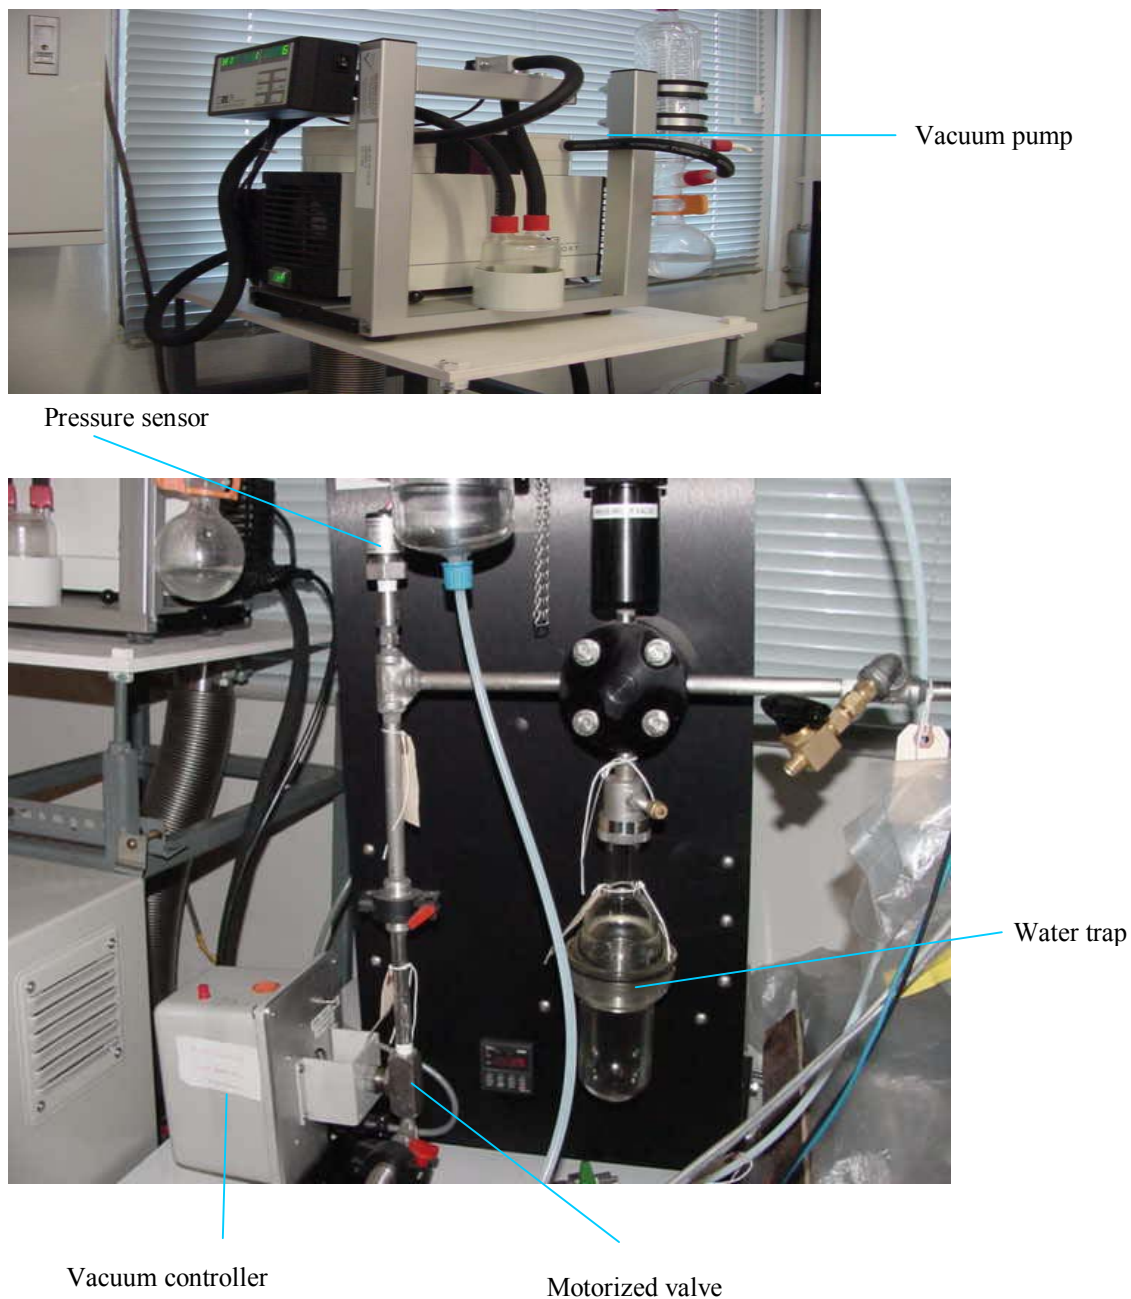 Vacuum pump
Pressure sensor
Water trap
Vacuum controller
Motorized valve